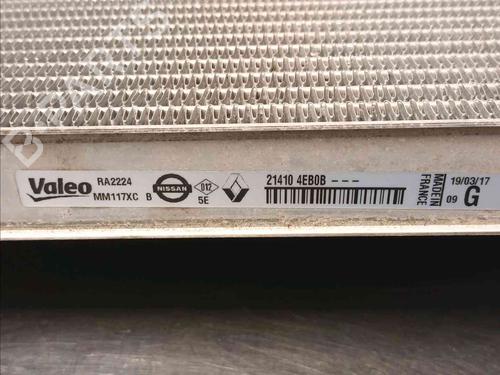 Valeo RA2224
MM117XC B
NISSAN
D12
5E
21410 4EB0B - - -
MADE IN
FRANCE
19/03/17
09 G